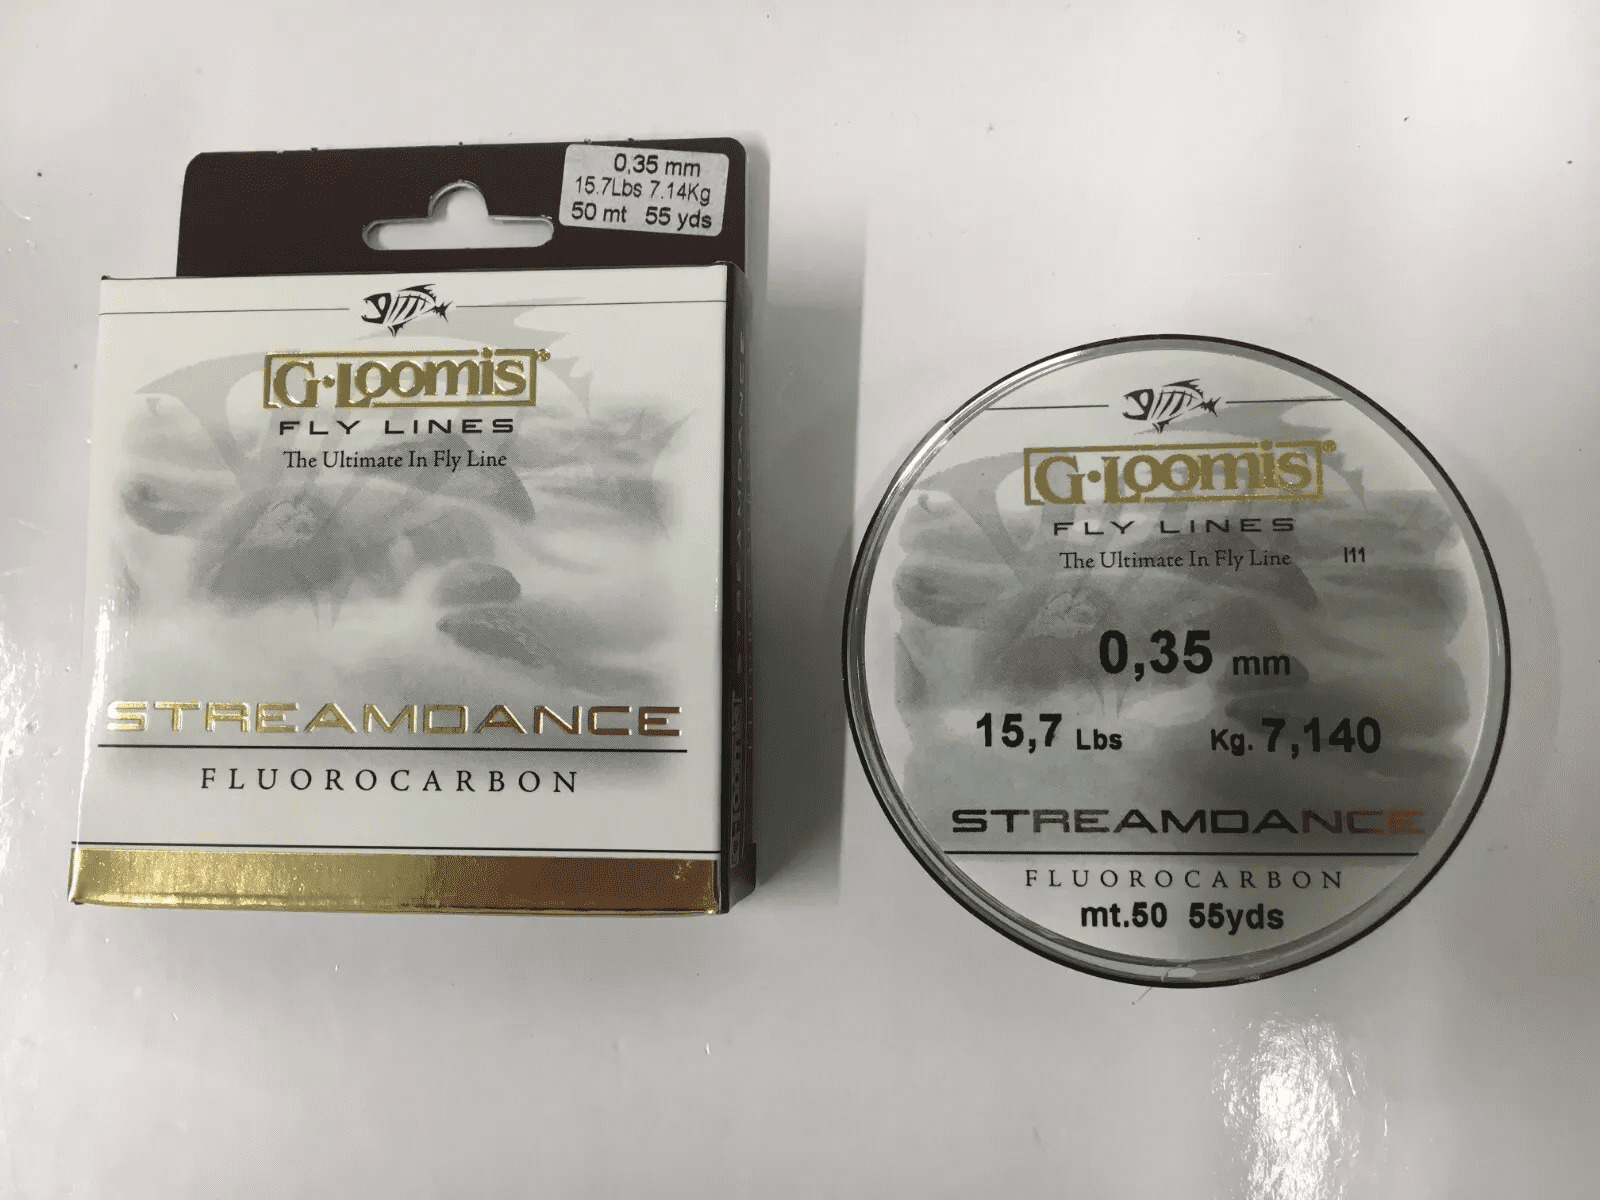 0,35 mm
15.7Lbs 7.14Kg
50 mt 55 yds
G·Loomis®
FLY LINES
The Ultimate In Fly Line
STREAMDANCE
FLUOROCARBON
STREAMDANCE
G·Loomis
G·Loomis®
FLY LINES
The Ultimate In Fly Line
I11
0,35 mm
15,7 Lbs Kg. 7,140
STREAMDANCE
FLUOROCARBON
mt.50 55yds